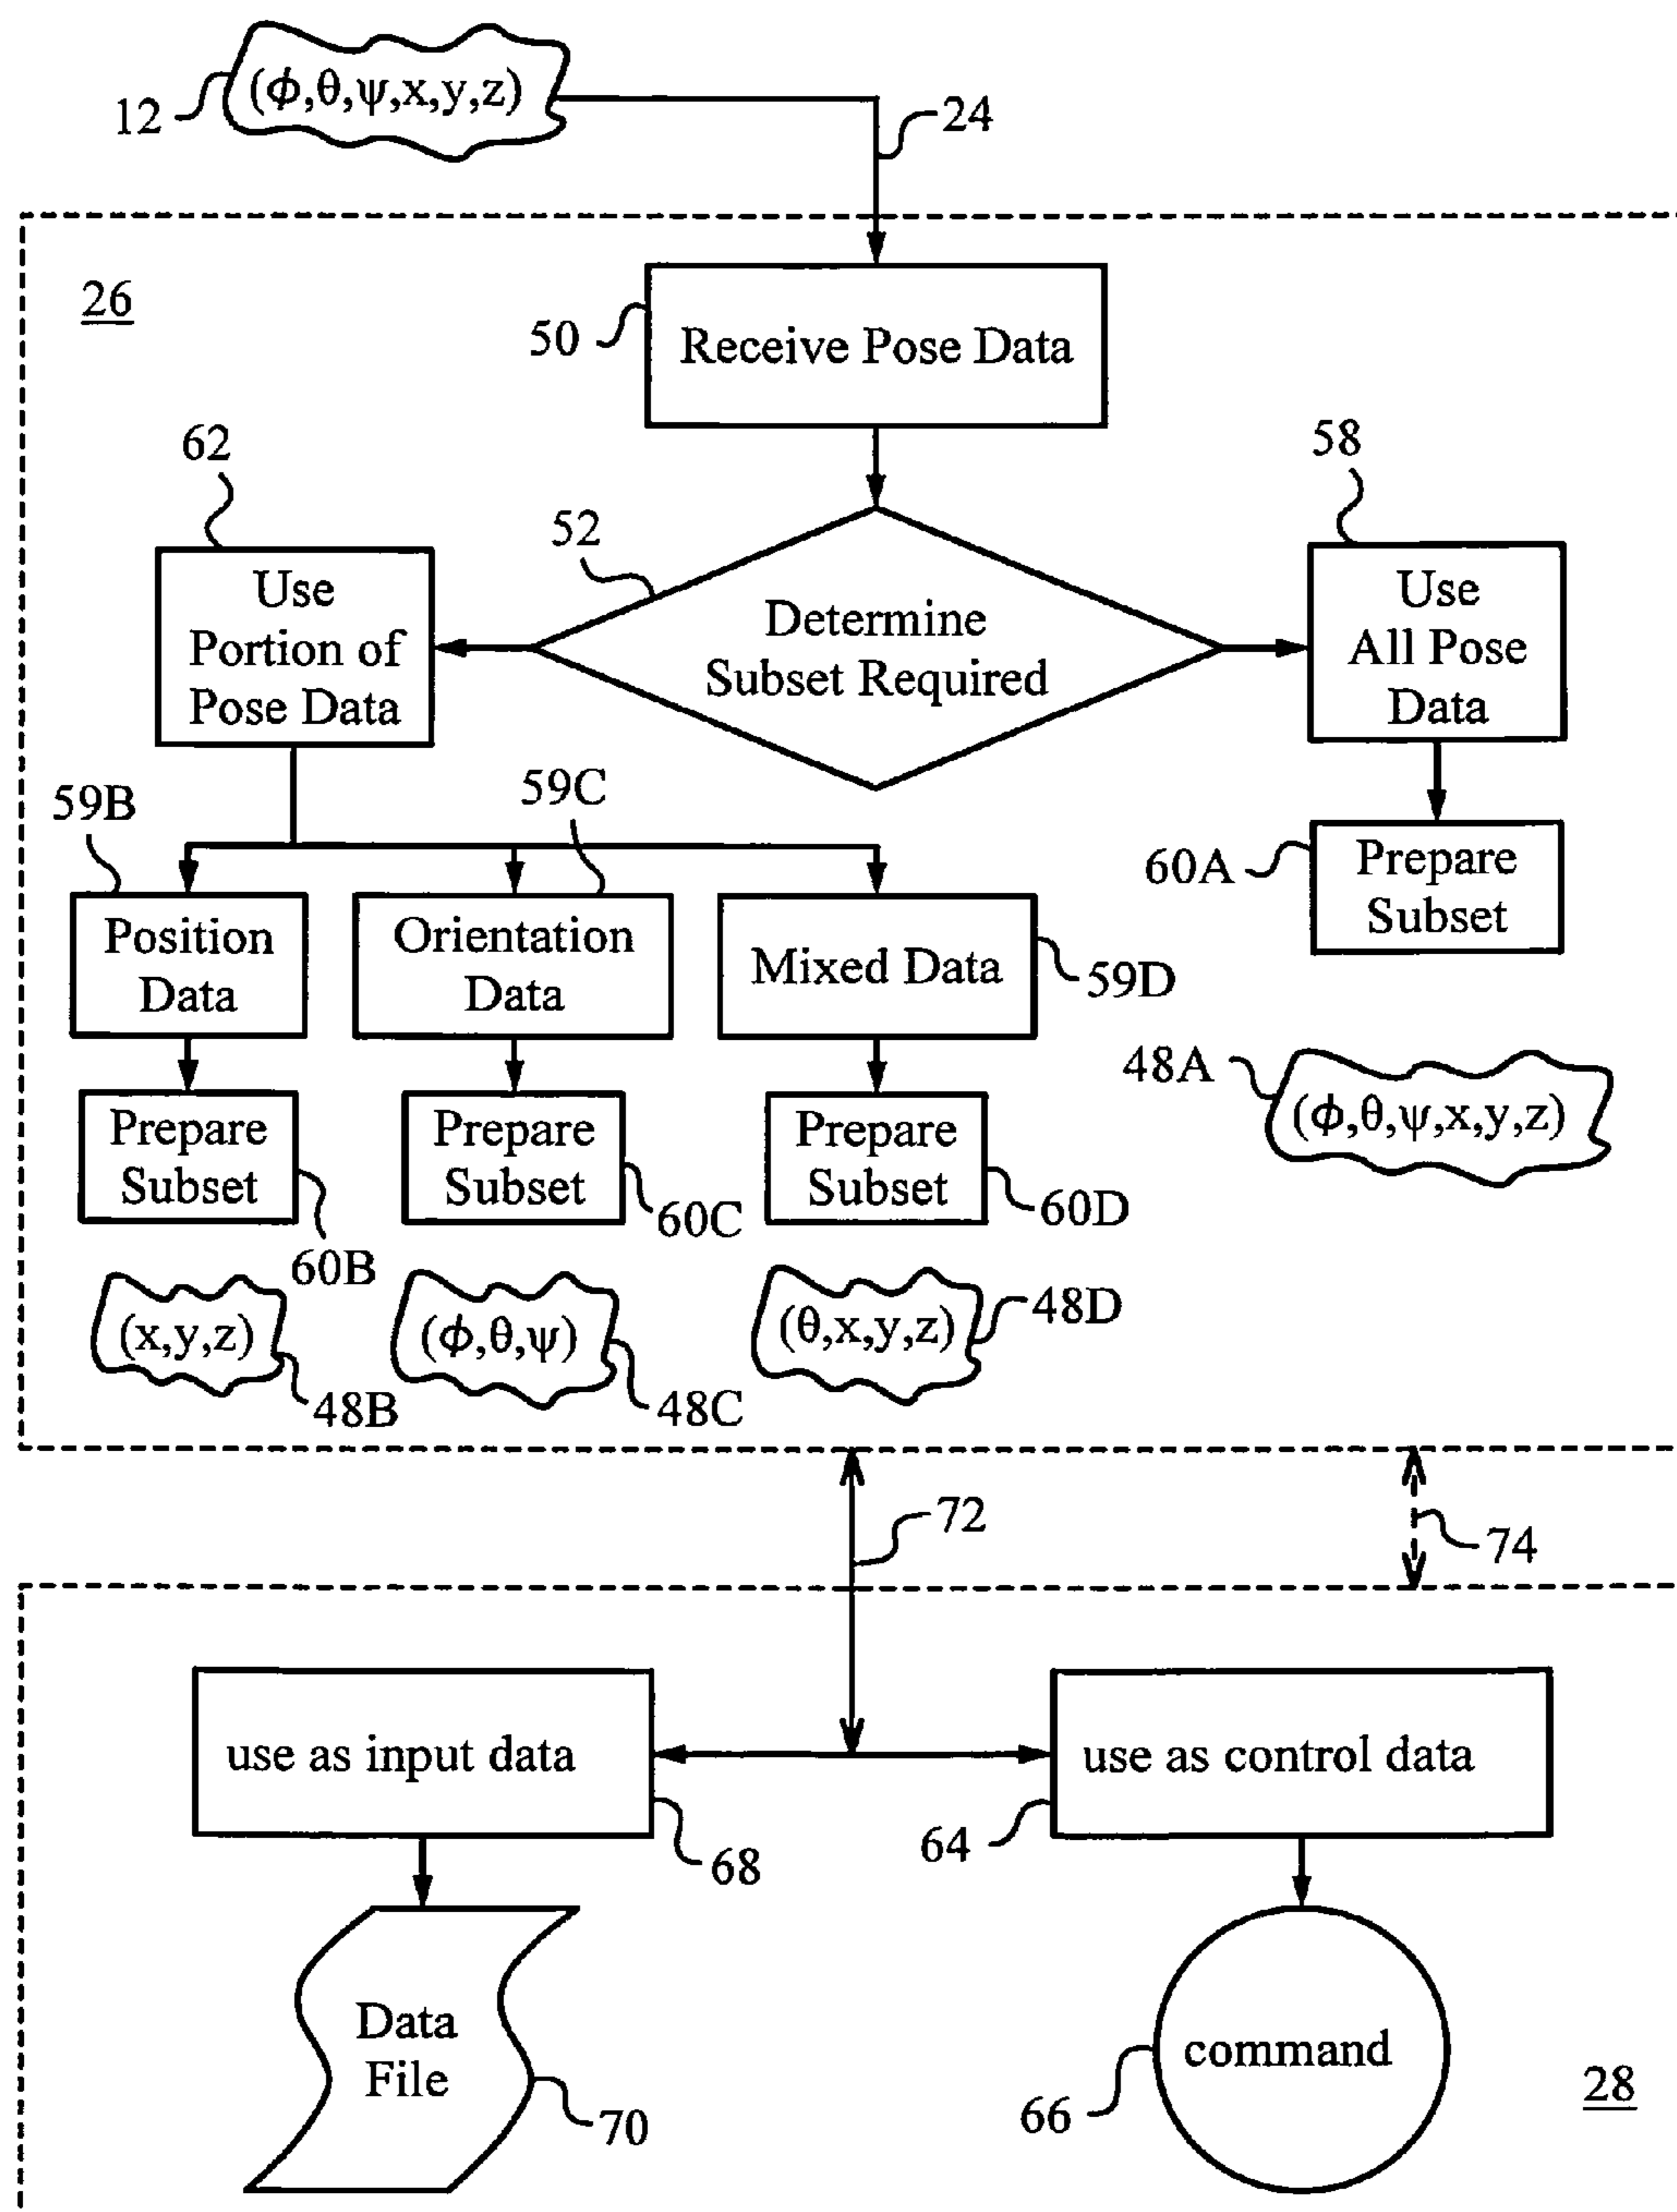 (ϕ,θ,ψ,x,y,z)
12
24
26
50
Receive Pose Data
62
58
52
Use
Portion of
Pose Data
Determine
Subset Required
Use
All Pose
Data
59B
59C
60A
Prepare
Subset
Position
Data
Orientation
Data
Mixed Data
59D
48A
(ϕ,θ,ψ,x,y,z)
Prepare
Subset
Prepare
Subset
Prepare
Subset
60B
60C
60D
(x,y,z)
48B
(ϕ,θ,ψ)
48C
(θ,x,y,z)
48D
72
74
use as input data
68
use as control data
64
Data
File
70
command
66
28